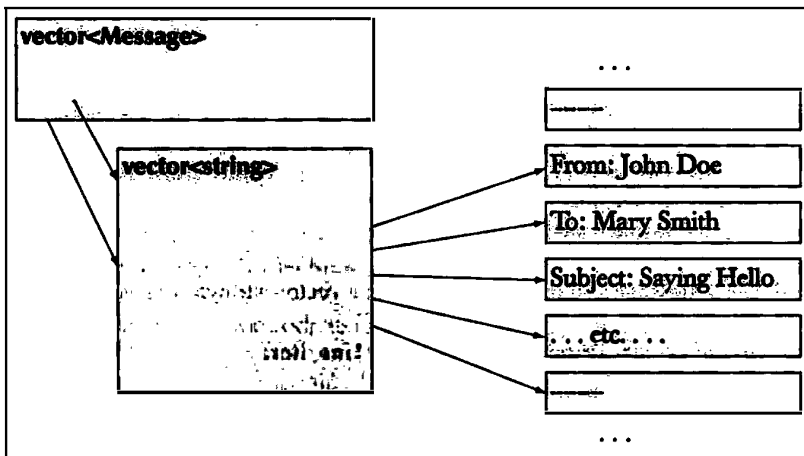 vector<Message>
. . .
-----
vector<string>
From: John Doe
To: Mary Smith
Subject: Saying Hello
. . . etc. . . .
-----
. . .